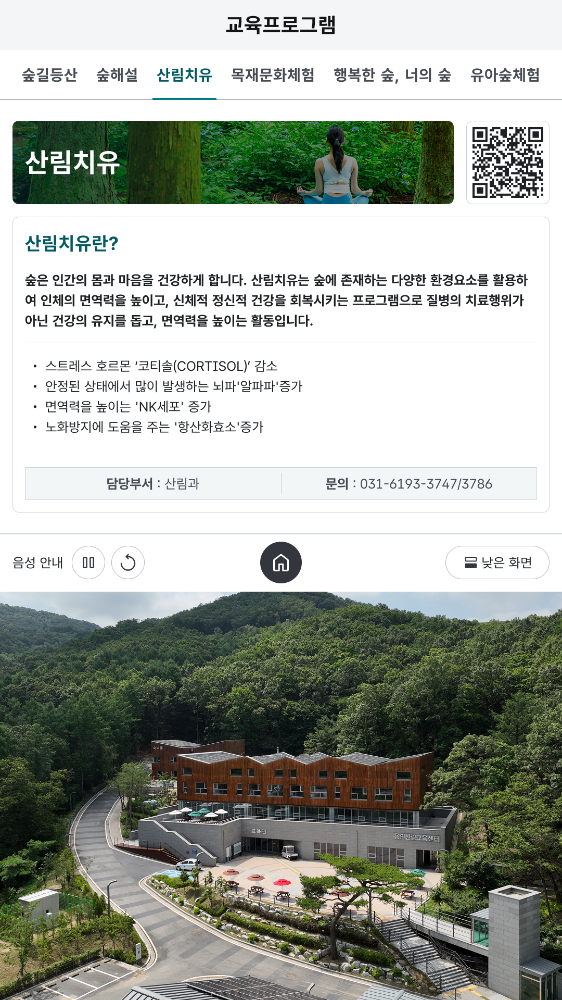 교육프로그램
숲길등산 숲해설 산림치유 목재문화체험 행복한 숲, 너의 숲 유아숲체험
산림치유
산림치유란?
숲은 인간의 몸과 마음을 건강하게 합니다. 산림치유는 숲에 존재하는 다양한 환경요소를 활용하
여 인체의 면역력을 높이고, 신체적 정신적 건강을 회복시키는 프로그램으로 질병의 치료행위가
아닌 건강의 유지를 돕고, 면역력을 높이는 활동입니다.
• 스트레스 호르몬 ‘코티솔(CORTISOL)’ 감소
• 안정된 상태에서 많이 발생하는 뇌파'알파파'증가
• 면역력을 높이는 'NK세포' 증가
• 노화방지에 도움을 주는 '항산화효소'증가
담당부서 : 산림과 문의 : 031-6193-3747/3786
음성 안내 낮은 화면
숙박동
교육관
용인산림교육센터